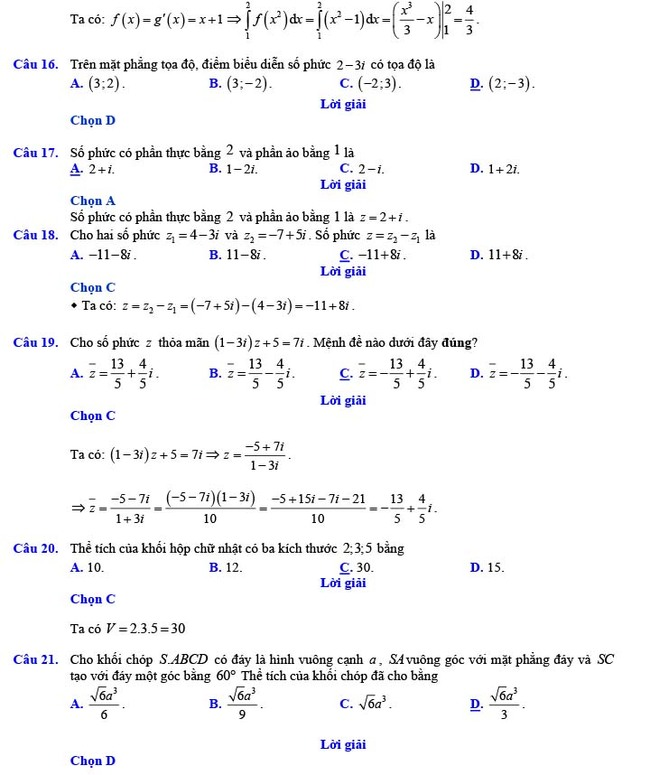 Ta có: f(x) = g'(x) = x+1 ⇒ ∫₁² f(x²)dx = ∫₁² (x²−1)dx = (x³/3 − x)|₁² = 4/3.
Câu 16. Trên mặt phẳng tọa độ, điểm biểu diễn số phức 2−3i có tọa độ là
A. (3;2). B. (3;−2). C. (−2;3). D. (2;−3).
Lời giải
Chọn D
Câu 17. Số phức có phần thực bằng 2 và phần ảo bằng 1 là
A. 2+i. B. 1−2i. C. 2−i. D. 1+2i.
Lời giải
Chọn A
Số phức có phần thực bằng 2 và phần ảo bằng 1 là z = 2+i.
Câu 18. Cho hai số phức z₁ = 4−3i và z₂ = −7+5i. Số phức z = z₂ − z₁ là
A. −11−8i. B. 11−8i. C. −11+8i. D. 11+8i.
Lời giải
Chọn C
♦ Ta có: z = z₂ − z₁ = (−7+5i)−(4−3i) = −11+8i.
Câu 19. Cho số phức z thỏa mãn (1−3i)z+5 = 7i. Mệnh đề nào dưới đây đúng?
A. z̄ = 13/5 + 4/5 i. B. z̄ = 13/5 − 4/5 i. C. z̄ = −13/5 + 4/5 i. D. z̄ = −13/5 − 4/5 i.
Lời giải
Chọn C
Ta có: (1−3i)z+5 = 7i ⇒ z = (−5+7i)/(1−3i).
⇒ z̄ = (−5−7i)/(1+3i) = (−5−7i)(1−3i)/10 = (−5+15i−7i−21)/10 = −13/5 + 4/5 i.
Câu 20. Thể tích của khối hộp chữ nhật có ba kích thước 2;3;5 bằng
A. 10. B. 12. C. 30. D. 15.
Lời giải
Chọn C
Ta có V = 2.3.5 = 30
Câu 21. Cho khối chóp S.ABCD có đáy là hình vuông cạnh a, SA vuông góc với mặt phẳng đáy và SC
tạo với đáy một góc bằng 60° Thể tích của khối chóp đã cho bằng
A. √6a³/6. B. √6a³/9. C. √6a³. D. √6a³/3.
Lời giải
Chọn D